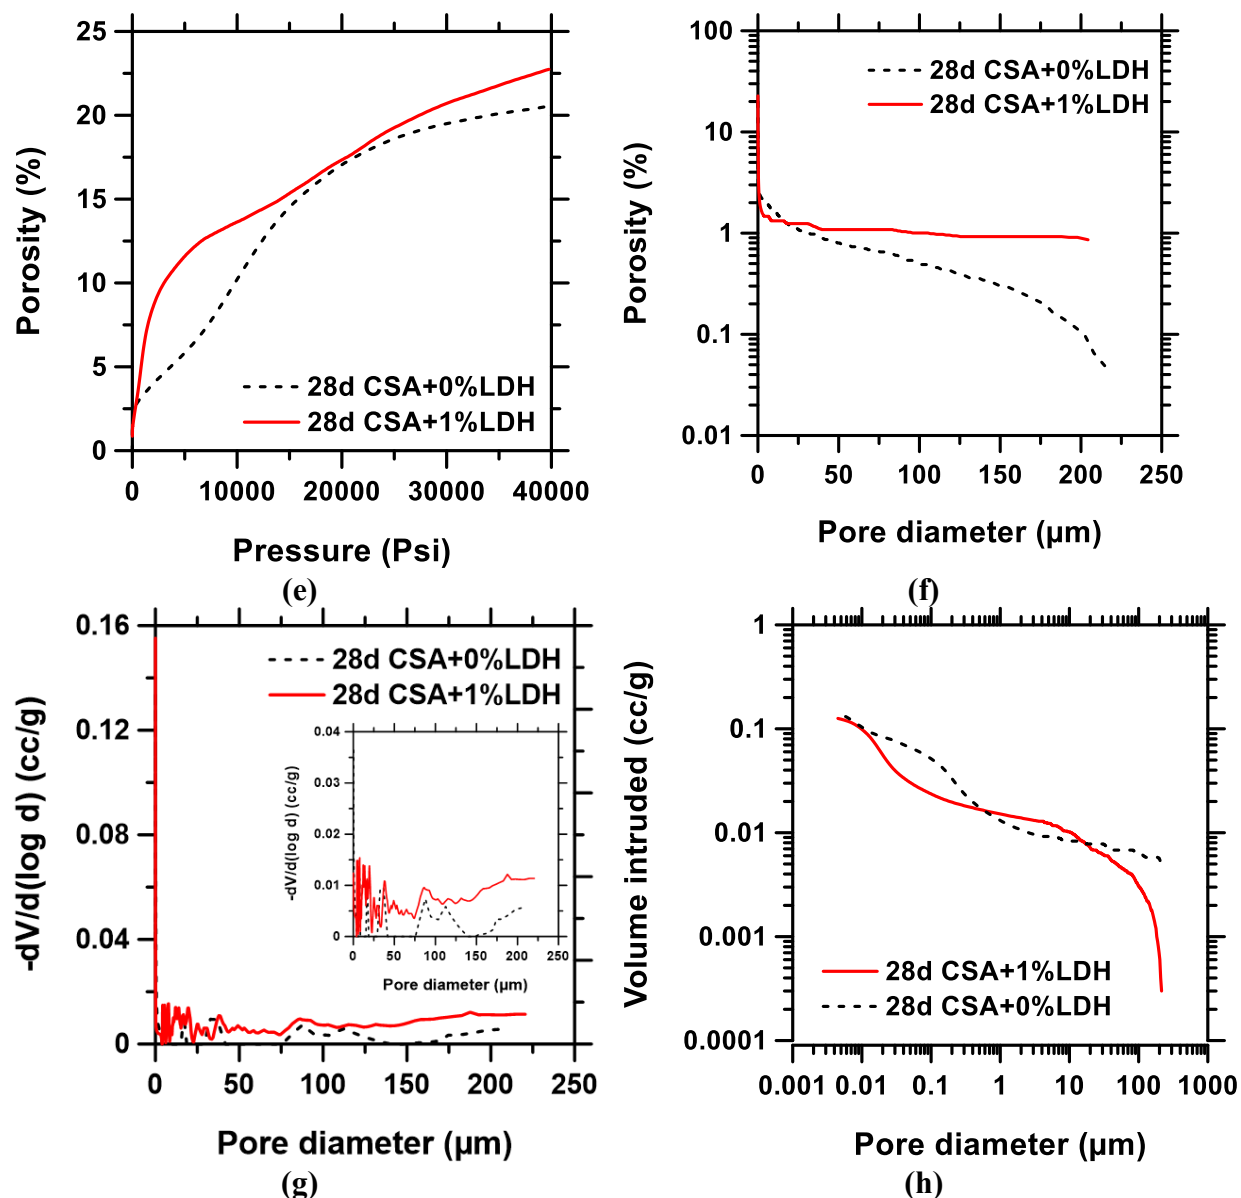 25
20
15
10
5
0
Porosity (%)
28d CSA+0%LDH
28d CSA+1%LDH
0 10000 20000 30000 40000
Pressure (Psi)
(e)
100
10
1
0.1
0.01
Porosity (%)
28d CSA+0%LDH
28d CSA+1%LDH
0 50 100 150 200 250
Pore diameter (µm)
(f)
0.16
0.12
0.08
0.04
0
-dV/d(log d) (cc/g)
28d CSA+0%LDH
28d CSA+1%LDH
0.04
0.03
0.02
0.01
0
-dV/d(log d) (cc/g)
0 50 100 150 200 250
Pore diameter (µm)
0 50 100 150 200 250
Pore diameter (µm)
(g)
1
0.1
0.01
0.001
0.0001
Volume intruded (cc/g)
28d CSA+1%LDH
28d CSA+0%LDH
0.001 0.01 0.1 1 10 100 1000
Pore diameter (µm)
(h)